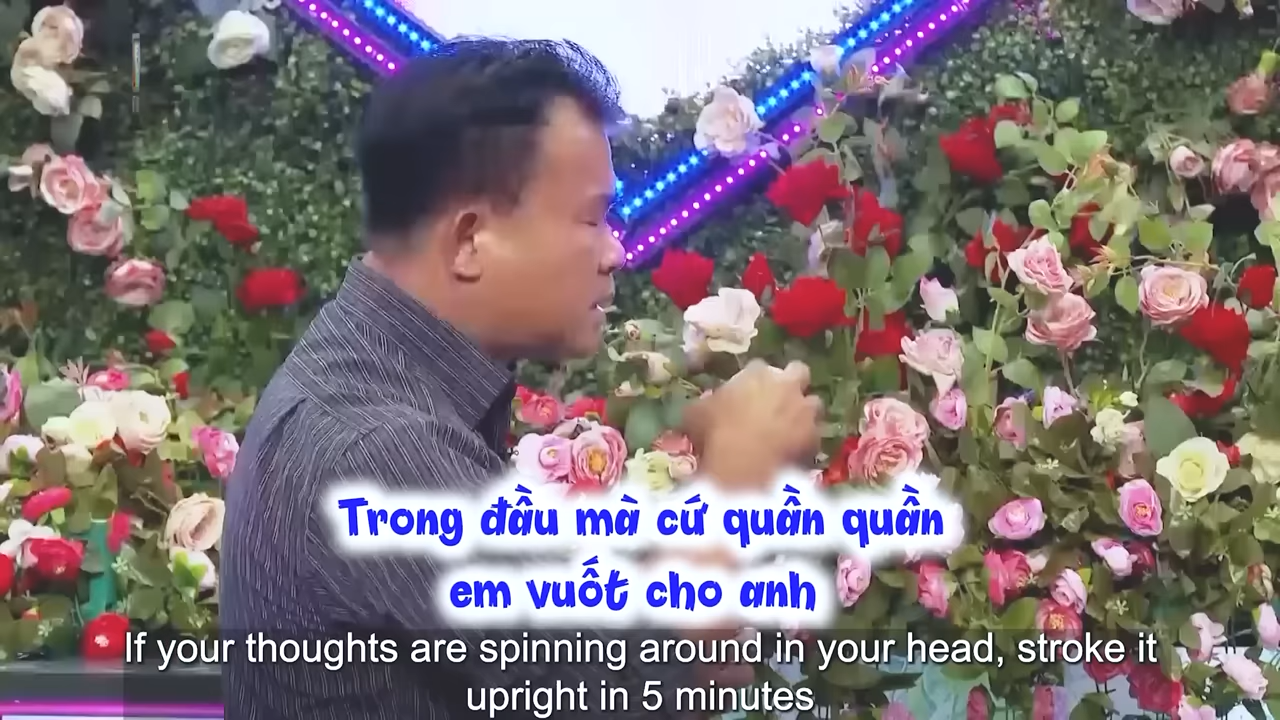 Trong đầu mà cứ quần quần
em vuốt cho anh
If your thoughts are spinning around in your head, stroke it
upright in 5 minutes